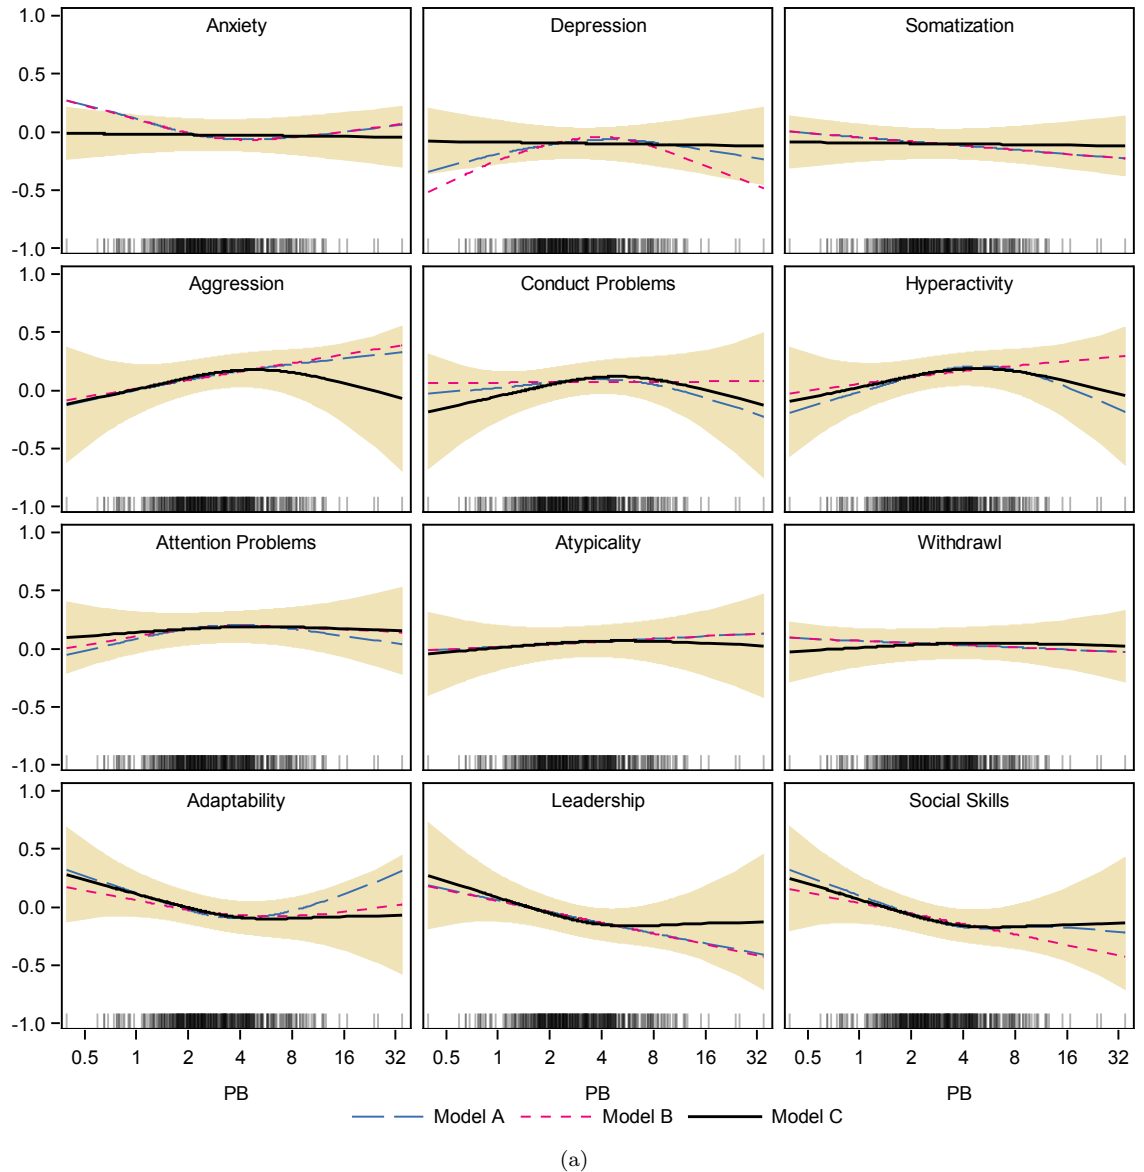 Anxiety Depression Somatization
1.0
0.5
0.0
-0.5
-1.0
Aggression Conduct Problems Hyperactivity
1.0
0.5
0.0
-0.5
-1.0
Attention Problems Atypicality Withdrawl
1.0
0.5
0.0
-0.5
-1.0
Adaptability Leadership Social Skills
1.0
0.5
0.0
-0.5
-1.0
0.5 1 2 4 8 16 32 0.5 1 2 4 8 16 32 0.5 1 2 4 8 16 32
PB PB PB
Model A Model B Model C
(a)